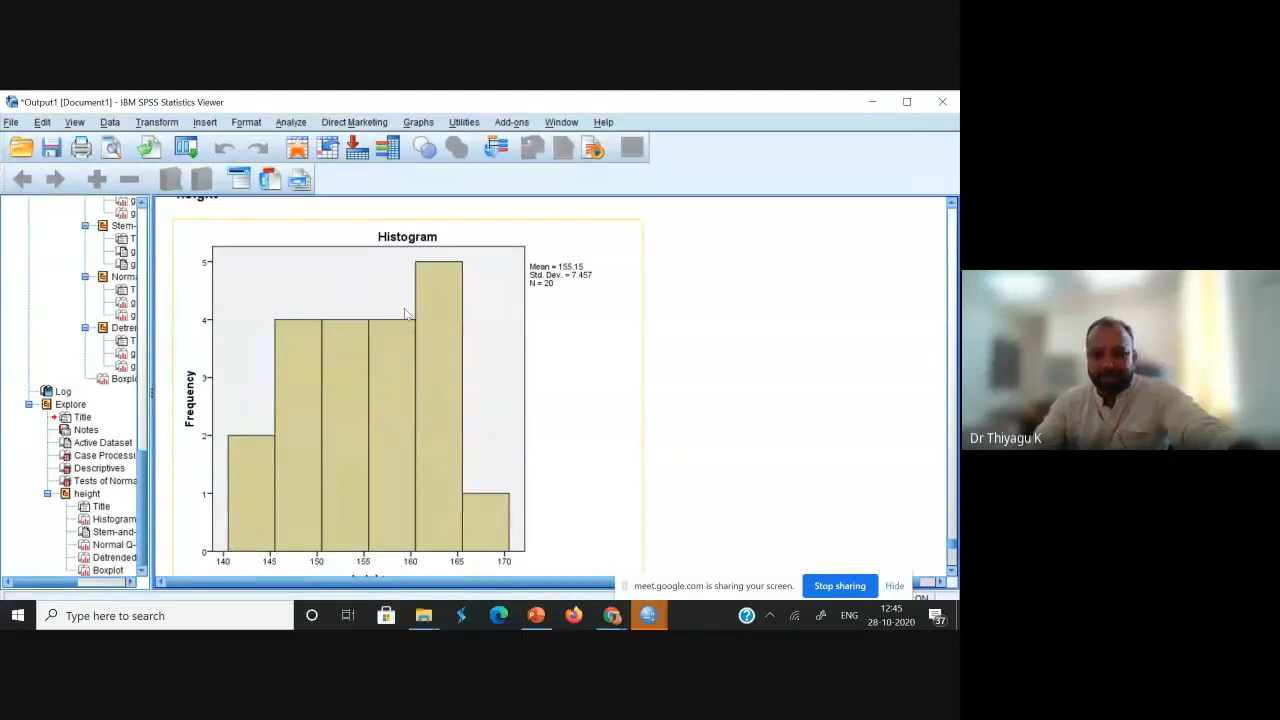 *Output1 [Document1] - IBM SPSS Statistics Viewer
File Edit View Data Transform Insert Format Analyze Direct Marketing Graphs Utilities Add-ons Window Help
g
g
Stem-
T
g
g
Norma
T
g
g
Detre
T
g
g
Boxplo
Log
Explore
Title
Notes
Active Dataset
Case Processi
Descriptives
Tests of Norma
height
Title
Histogram
Stem-and-
Normal Q-
Detrended
Boxplot
height
Histogram
Mean = 155.15
Std. Dev. = 7.457
N = 20
Frequency
5
4
3
2
1
0
140 145 150 155 160 165 170
meet.google.com is sharing your screen. Stop sharing Hide
ON
Type here to search
ENG
12:45
28-10-2020
37
Dr Thiyagu K